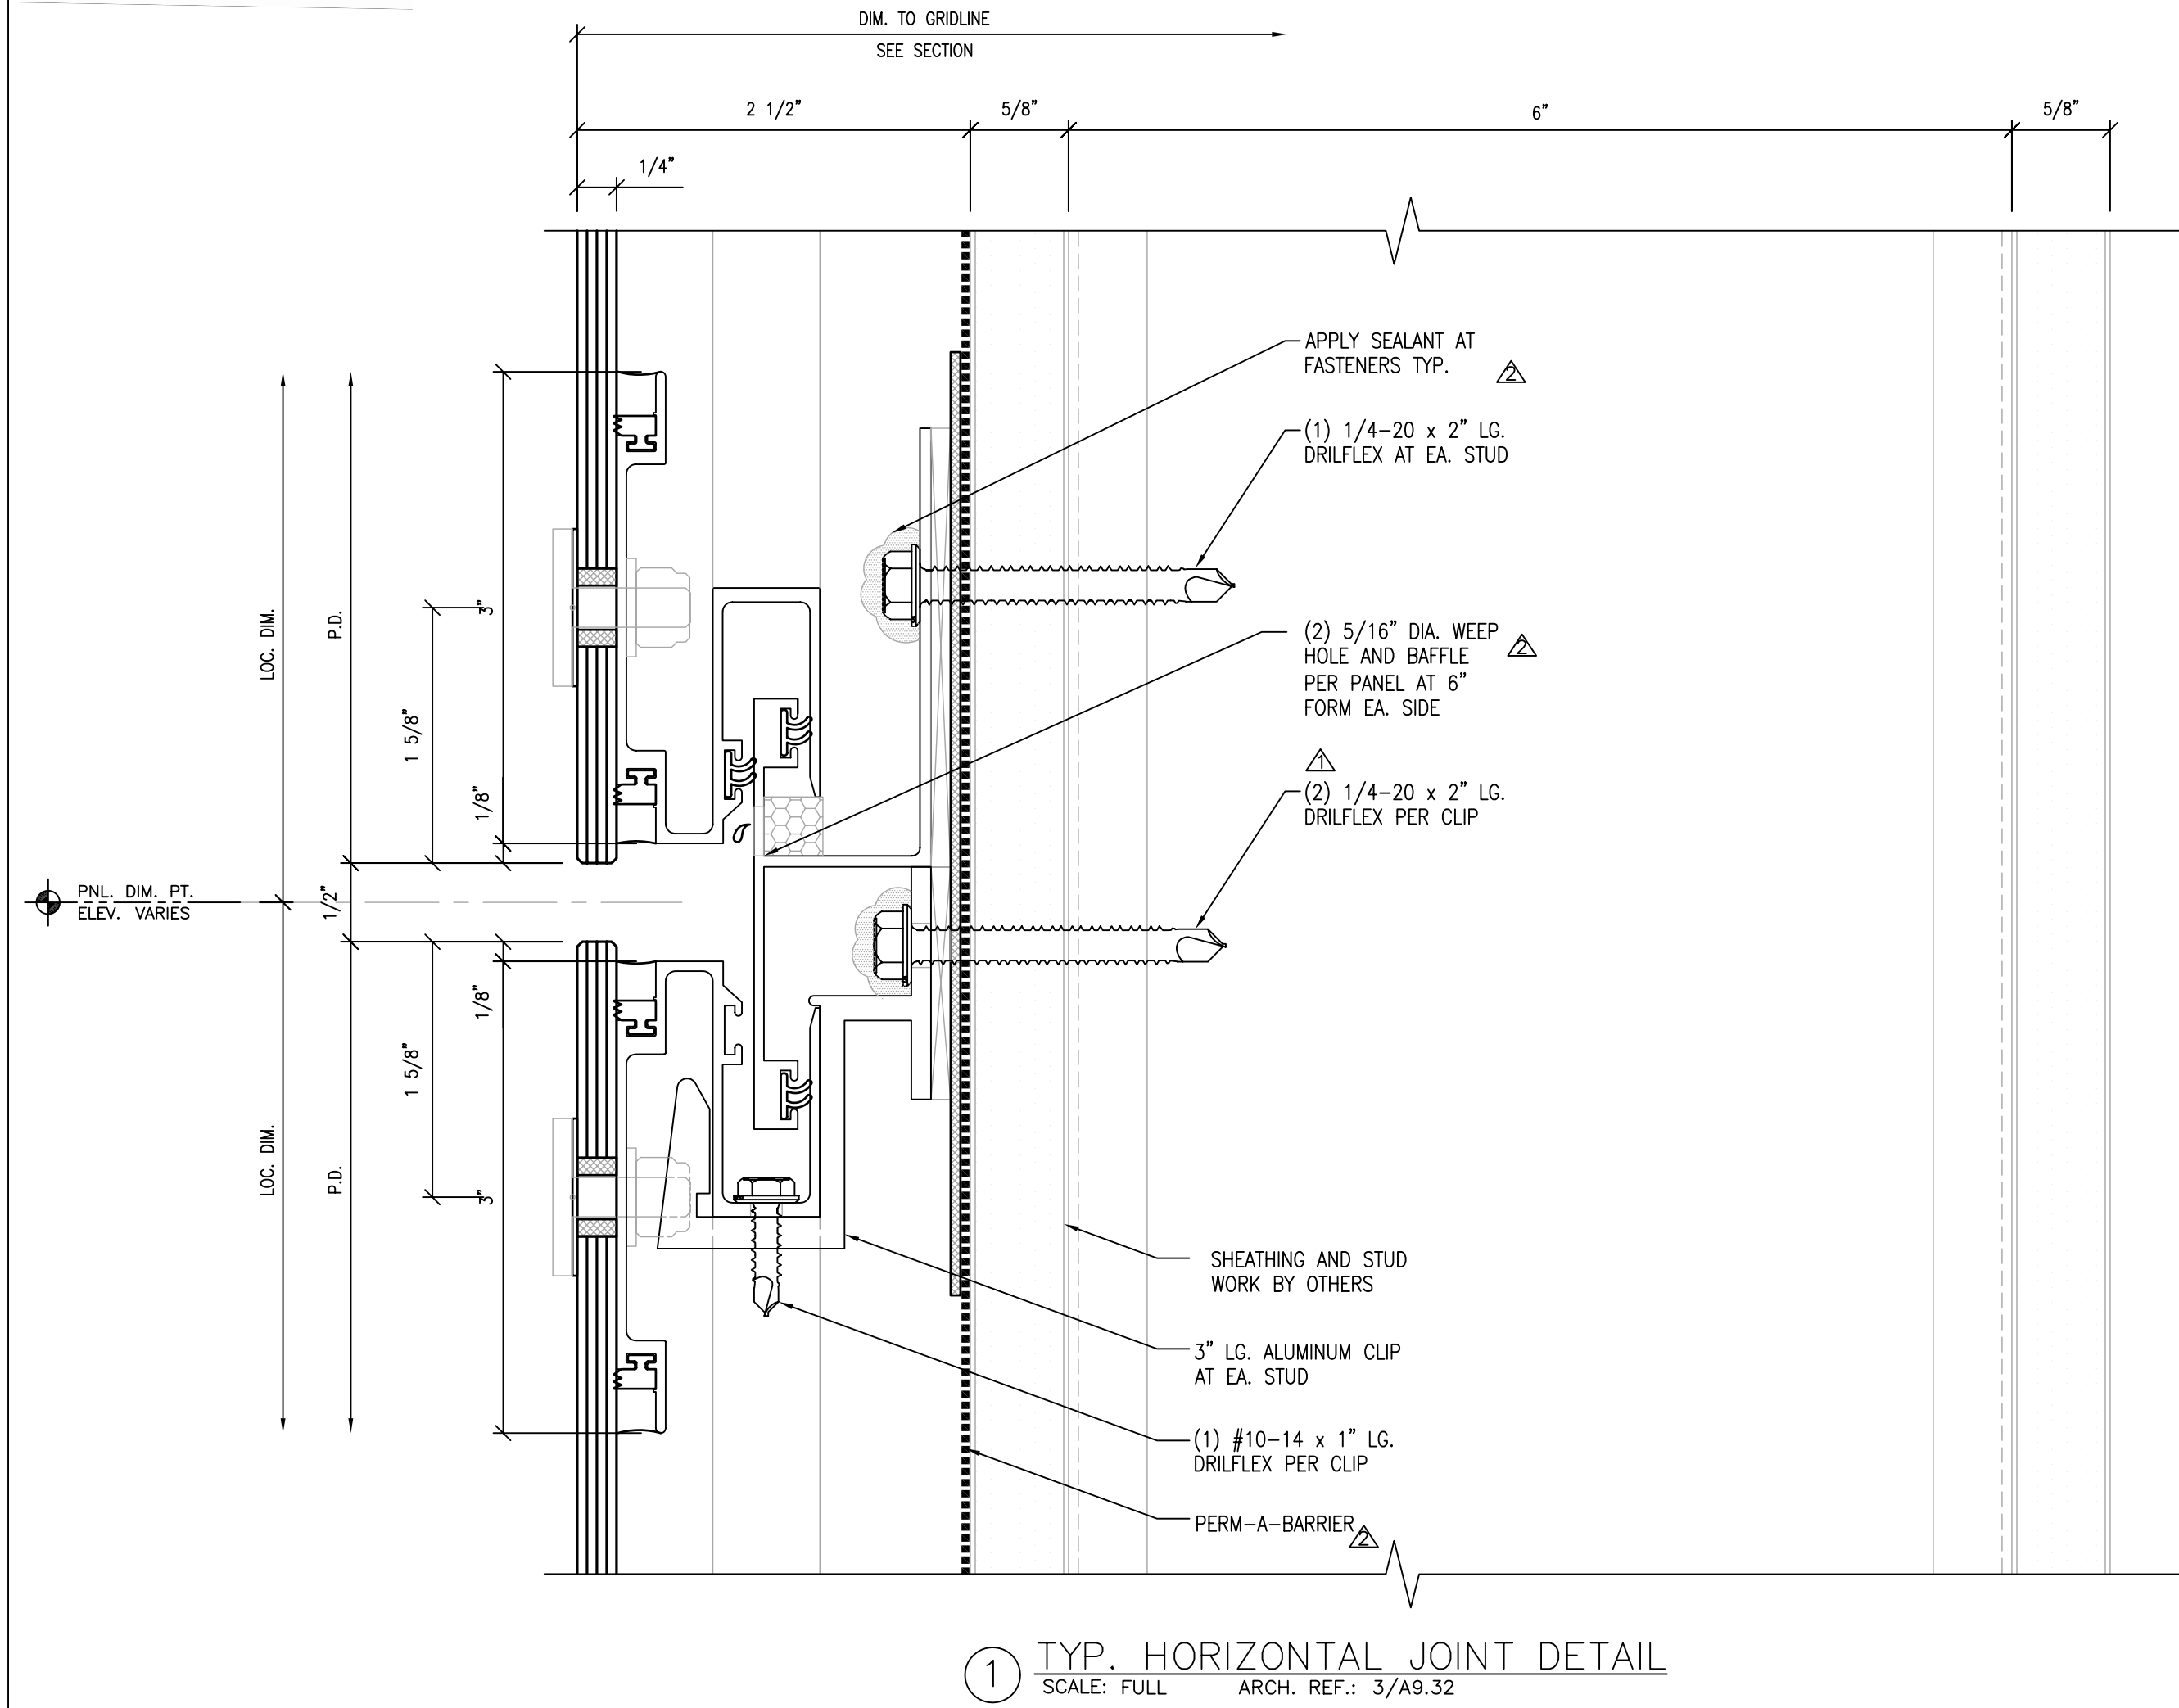 DIM. TO GRIDLINE
SEE SECTION
2 1/2"
5/8"
6"
5/8"
1/4"
APPLY SEALANT AT
FASTENERS TYP.
2
(1) 1/4-20 x 2" LG.
DRILFLEX AT EA. STUD
(2) 5/16" DIA. WEEP
HOLE AND BAFFLE
2
PER PANEL AT 6"
FORM EA. SIDE
1
(2) 1/4-20 x 2" LG.
DRILFLEX PER CLIP
LOC. DIM.
P.D.
3"
1 5/8"
1/8"
PNL. DIM. PT.
ELEV. VARIES
1/2"
1/8"
1 5/8"
LOC. DIM.
P.D.
3"
SHEATHING AND STUD
WORK BY OTHERS
3" LG. ALUMINUM CLIP
AT EA. STUD
(1) #10-14 x 1" LG.
DRILFLEX PER CLIP
PERM-A-BARRIER
2
1
TYP. HORIZONTAL JOINT DETAIL
SCALE: FULL ARCH. REF.: 3/A9.32